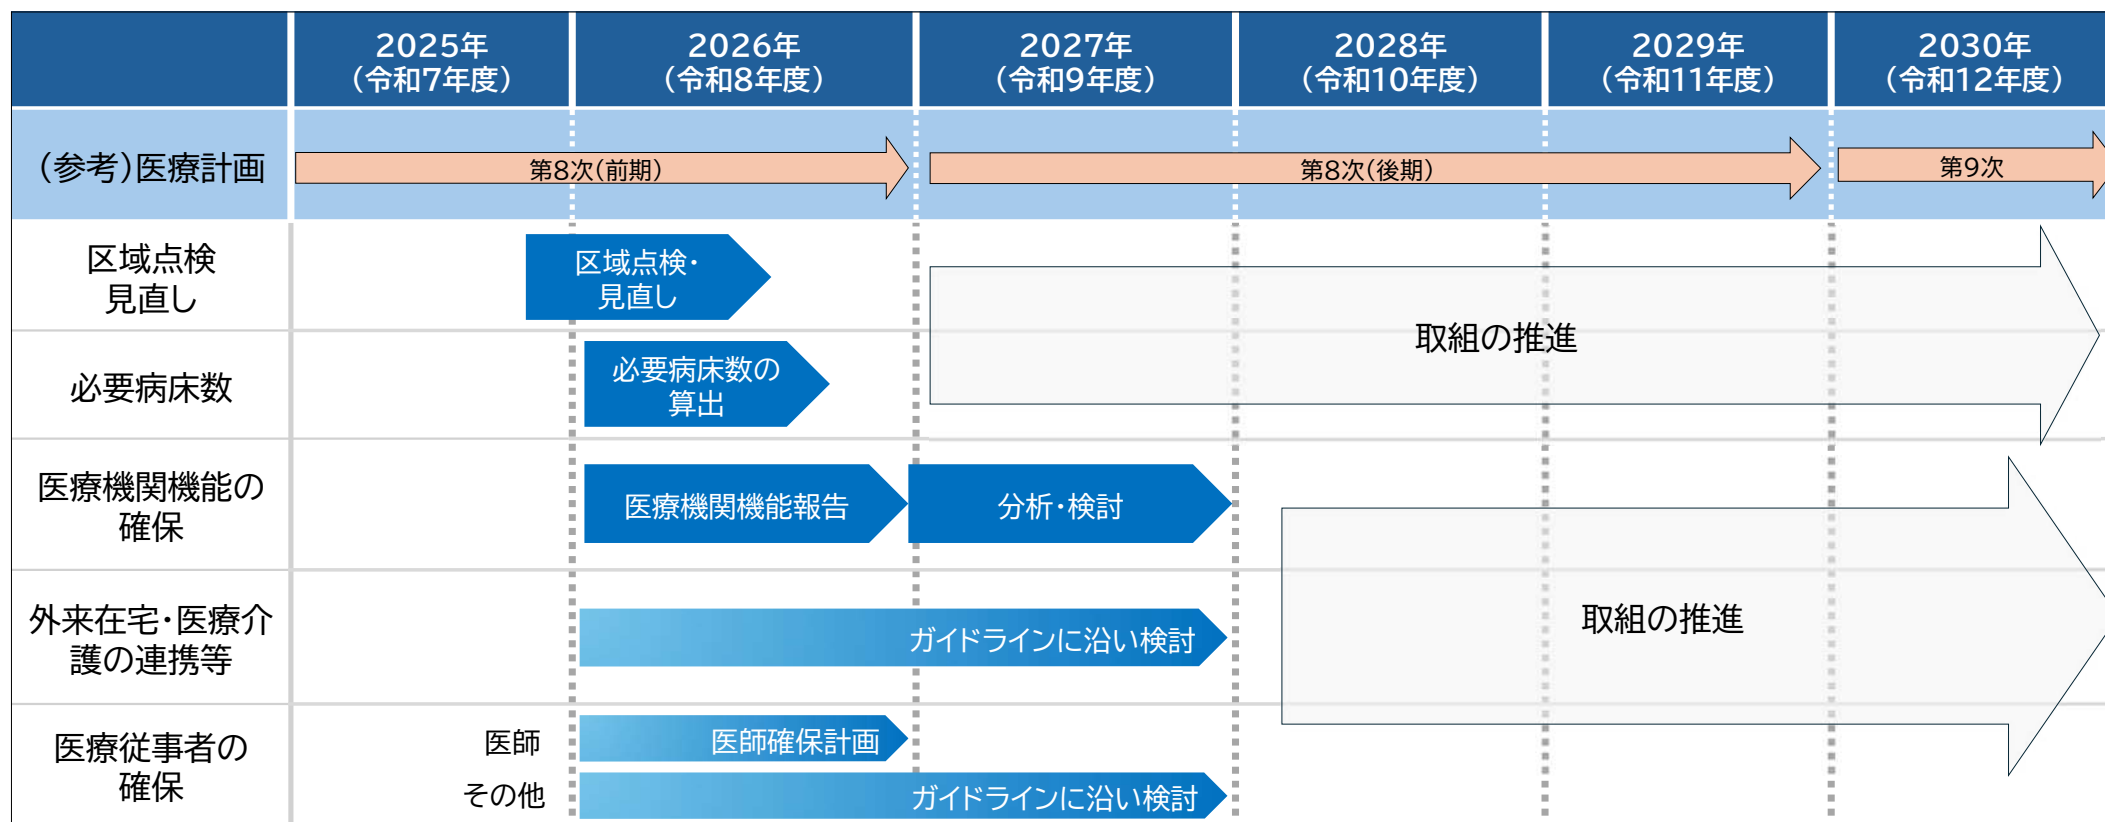 2025年
（令和7年度）
2026年
（令和8年度）
2027年
（令和9年度）
2028年
（令和10年度）
2029年
（令和11年度）
2030年
（令和12年度）
（参考）医療計画
第8次（前期）
第8次（後期）
第9次
区域点検
見直し
区域点検・
見直し
取組の推進
必要病床数
必要病床数の
算出
医療機関機能の
確保
医療機関機能報告
分析・検討
取組の推進
外来在宅・医療介
護の連携等
ガイドラインに沿い検討
医療従事者の
確保
医師
医師確保計画
その他
ガイドラインに沿い検討